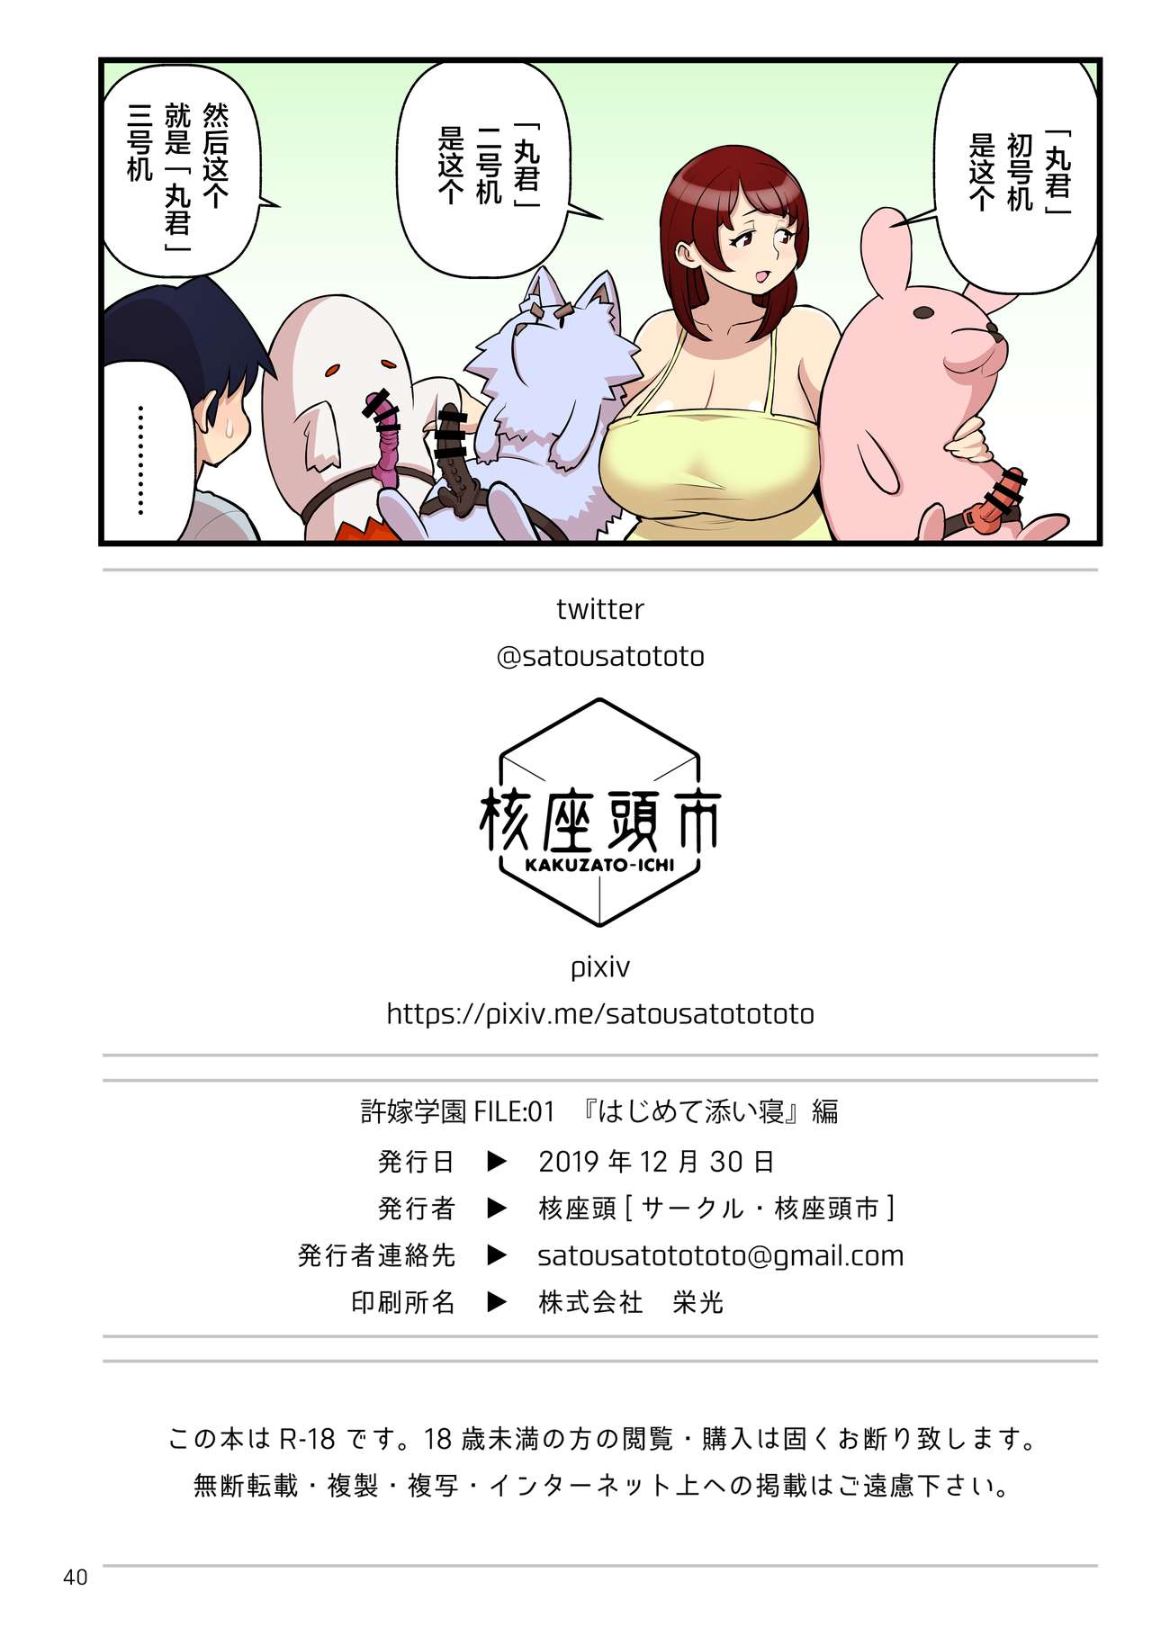 「丸君」
初号机
是这个
「丸君」
二号机
是这个
然后这个
就是「丸君」
三号机
…………
twitter
@satousatototo
核座頭市
KAKUZATO-ICHI
pixiv
https://pixiv.me/satousatotototo
許嫁学園 FILE:01 『はじめて添い寝』編
発行日 ▶ 2019 年 12 月 30 日
発行者 ▶ 核座頭 [ サークル・核座頭市 ]
発行者連絡先 ▶ satousatotototo@gmail.com
印刷所名 ▶ 株式会社 栄光
この本は R-18 です。18 歳未満の方の閲覧・購入は固くお断り致します。
無断転載・複製・複写・インターネット上への掲載はご遠慮下さい。
40